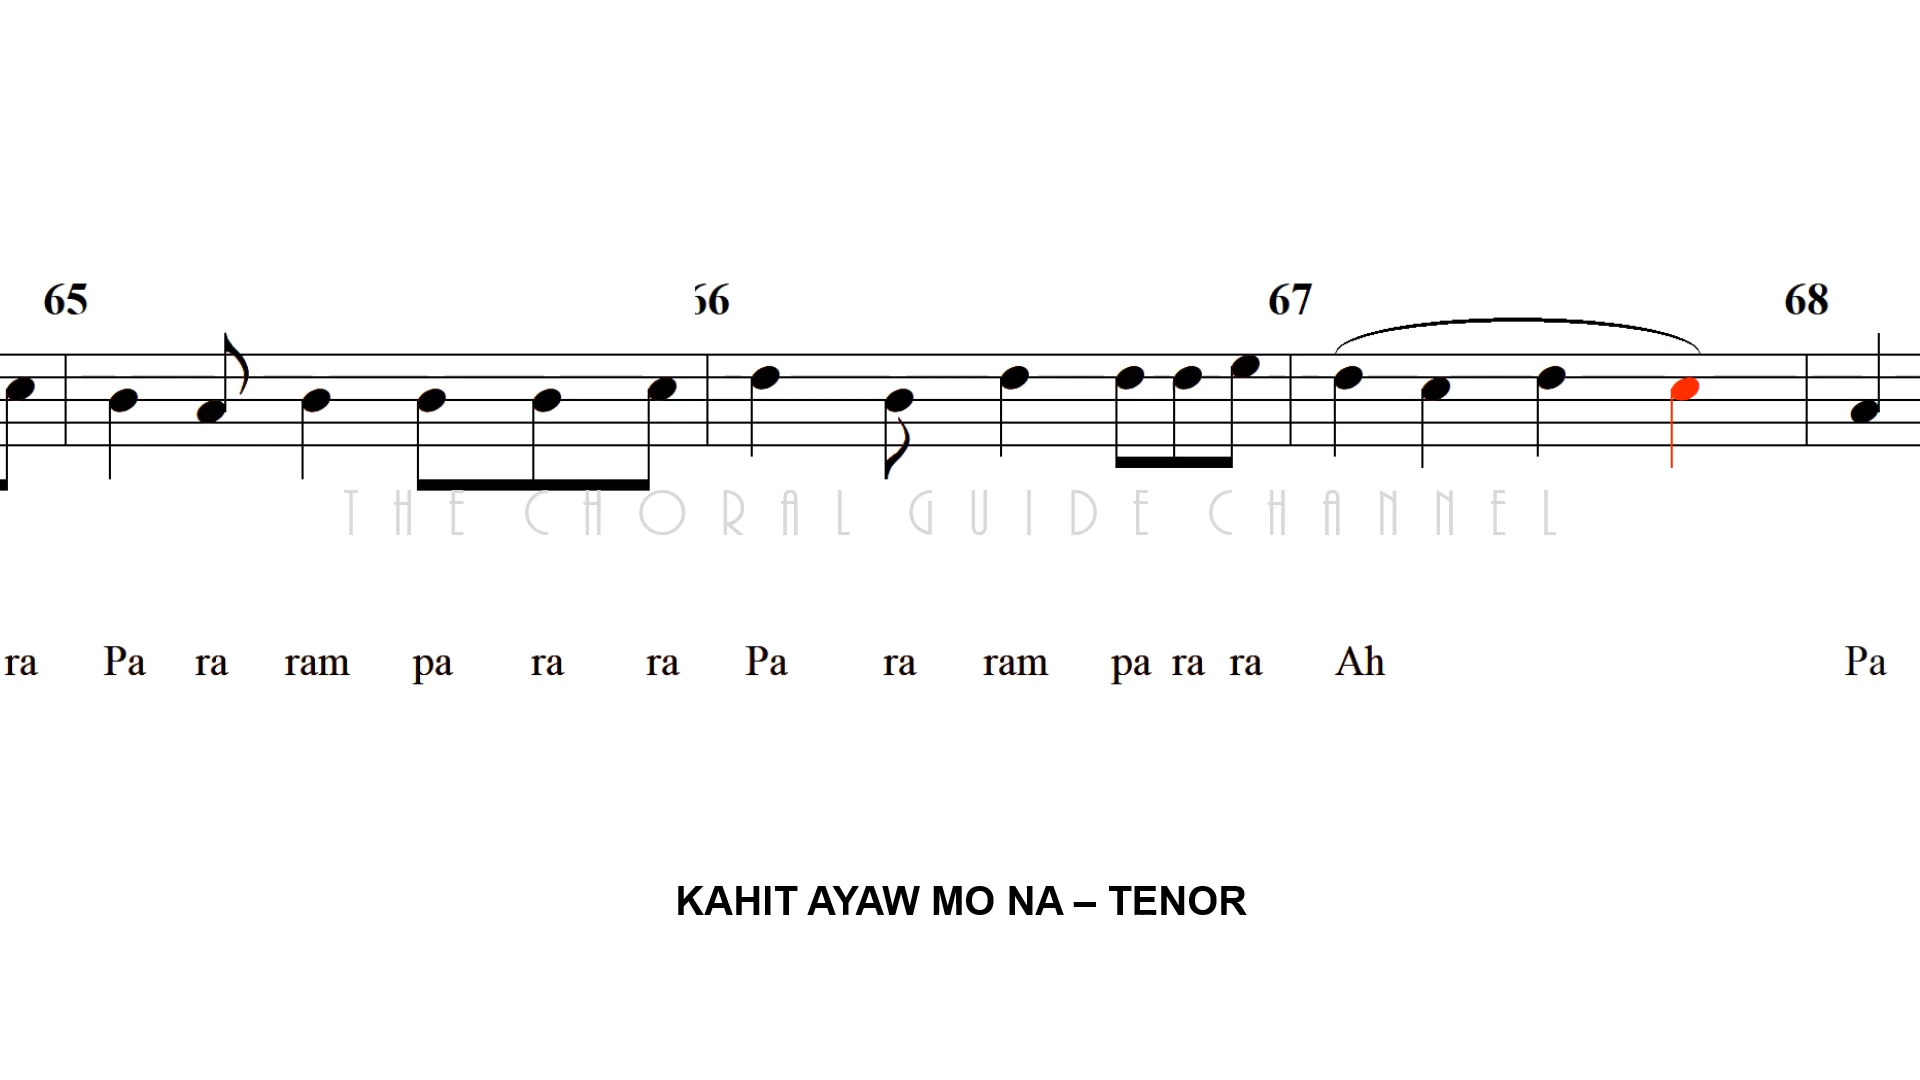 65 66 67 68
THE CHORAL GUIDE CHANNEL
ra Pa ra ram pa ra ra Pa ra ram pa ra ra Ah Pa
KAHIT AYAW MO NA – TENOR